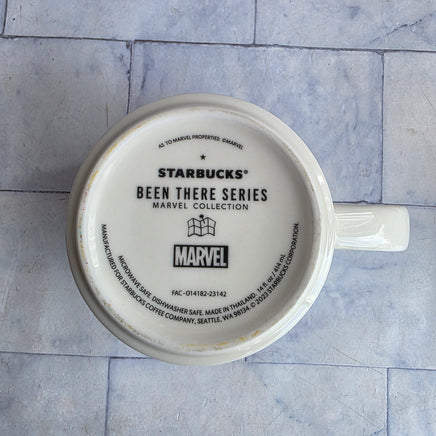 AS TO MARVEL PROPERTIES ©MARVEL
STARBUCKS®
BEEN THERE SERIES
MARVEL COLLECTION
MARVEL
FAC-014182-23142
MICROWAVE SAFE. DISHWASHER SAFE. MADE IN THAILAND. 14 fl oz / 414 mL
MANUFACTURED FOR STARBUCKS COFFEE COMPANY, SEATTLE, WA 98134. © 2023 STARBUCKS CORPORATION.